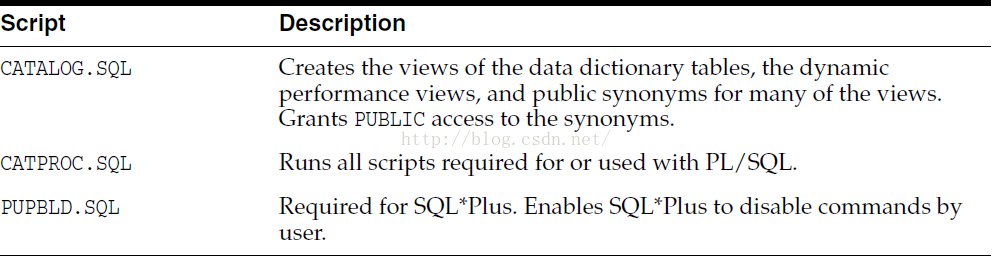 Script Description
CATALOG.SQL Creates the views of the data dictionary tables, the dynamic
performance views, and public synonyms for many of the views.
Grants PUBLIC access to the synonyms.
http://blog.csdn.net/
CATPROC.SQL Runs all scripts required for or used with PL/SQL.
PUPBLD.SQL Required for SQL*Plus. Enables SQL*Plus to disable commands by
user.